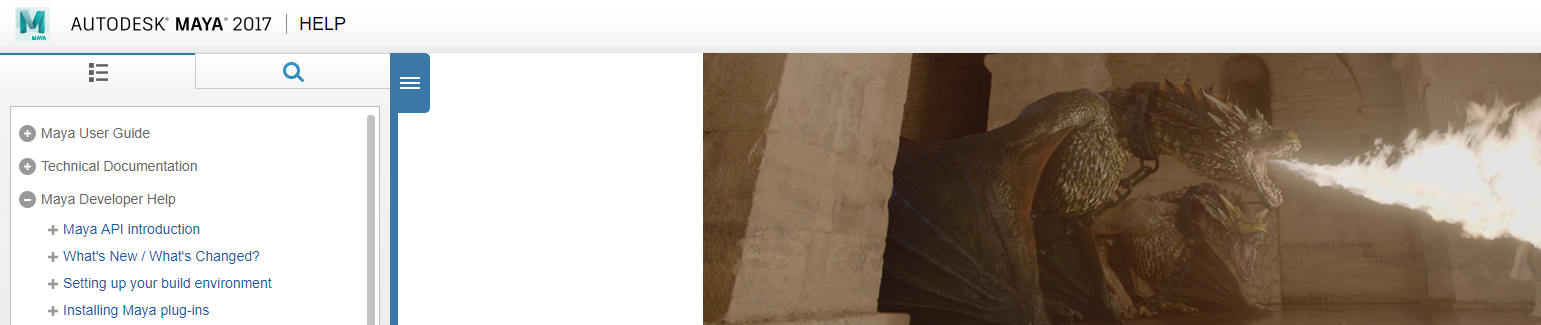 MAYA
AUTODESK® MAYA® 2017 | HELP
Maya User Guide
Technical Documentation
Maya Developer Help
Maya API introduction
What's New / What's Changed?
Setting up your build environment
Installing Maya plug-ins